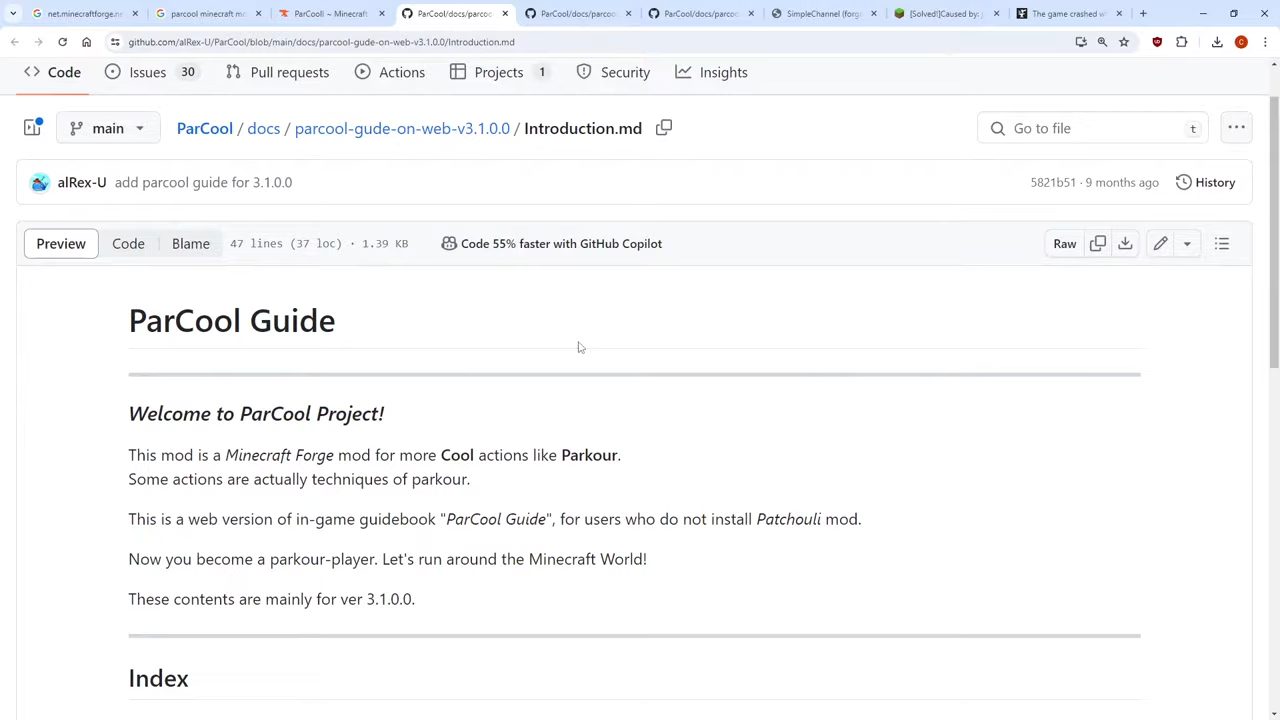 net.minecraftforge.ne
parcool minecraft mo
ParCool! ~ Minecraft
ParCool/docs/parcoo
ParCool/docs/parcoo
ParCool/docs/parcoo
SimpleChannel (forg
[Solved!]Caused by: j
The game crashed wh
github.com/alRex-U/ParCool/blob/main/docs/parcool-gude-on-web-v3.1.0.0/Introduction.md
Code
Issues 30
Pull requests
Actions
Projects 1
Security
Insights
main
ParCool / docs / parcool-gude-on-web-v3.1.0.0 / Introduction.md
Go to file
t
alRex-U add parcool guide for 3.1.0.0
5821b51 · 9 months ago
History
Preview
Code
Blame
47 lines (37 loc) · 1.39 KB
Code 55% faster with GitHub Copilot
Raw
ParCool Guide
Welcome to ParCool Project!
This mod is a Minecraft Forge mod for more Cool actions like Parkour.
Some actions are actually techniques of parkour.
This is a web version of in-game guidebook "ParCool Guide", for users who do not install Patchouli mod.
Now you become a parkour-player. Let's run around the Minecraft World!
These contents are mainly for ver 3.1.0.0.
Index